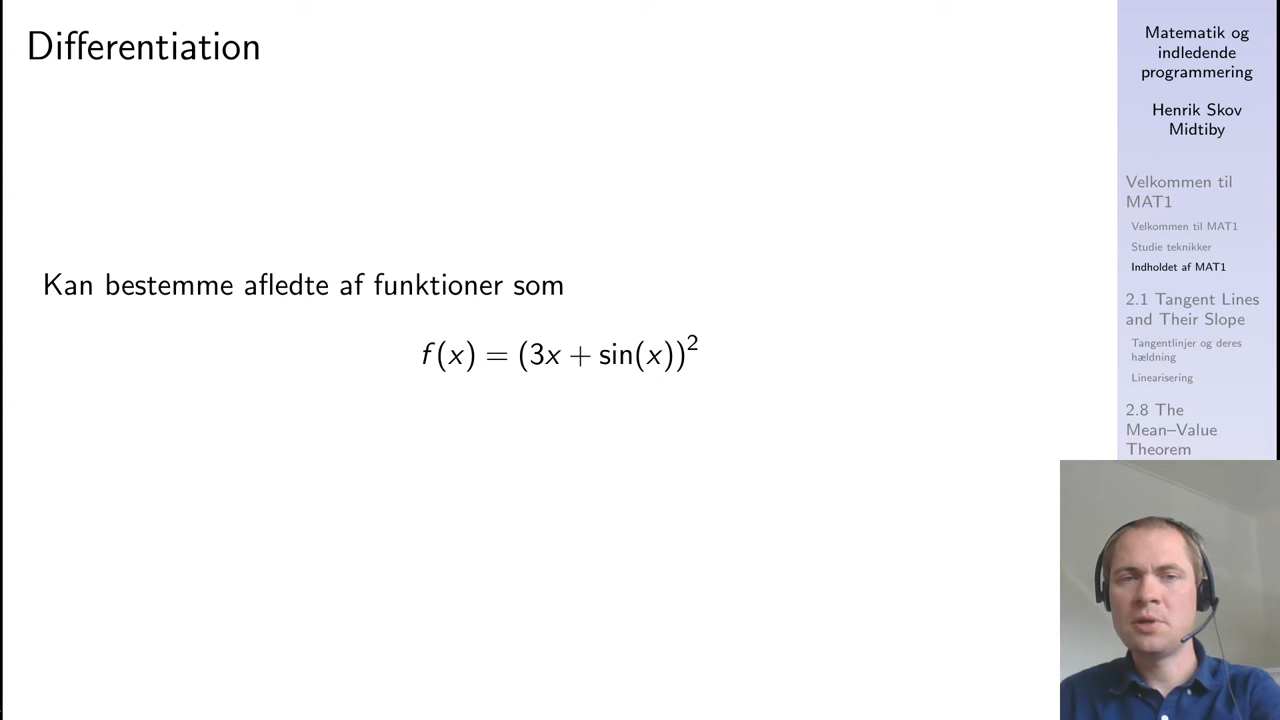 Differentiation
Kan bestemme afledte af funktioner som
f(x) = (3x + sin(x))²
Matematik og
indledende
programmering
Henrik Skov
Midtiby
Velkommen til
MAT1
Velkommen til MAT1
Studie teknikker
Indholdet af MAT1
2.1 Tangent Lines
and Their Slope
Tangentlinjer og deres
hældning
Linearisering
2.8 The
Mean–Value
Theorem